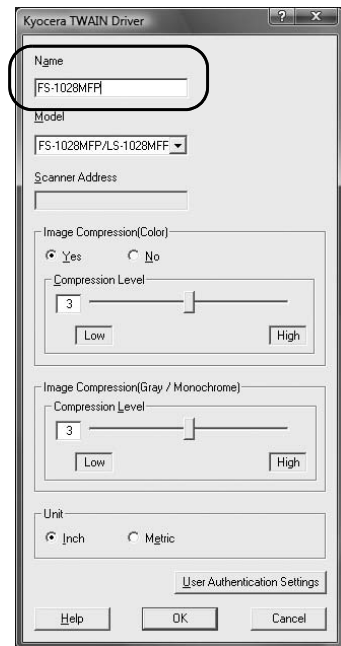 Kyocera TWAIN Driver
? X
Name
FS-1028MFP
Model
FS-1028MFP/LS-1028MFF
Scanner Address
Image Compression(Color)
Yes No
Compression Level
3
Low High
Image Compression(Gray / Monochrome)
Compression Level
3
Low High
Unit
Inch Metric
User Authentication Settings
Help OK Cancel